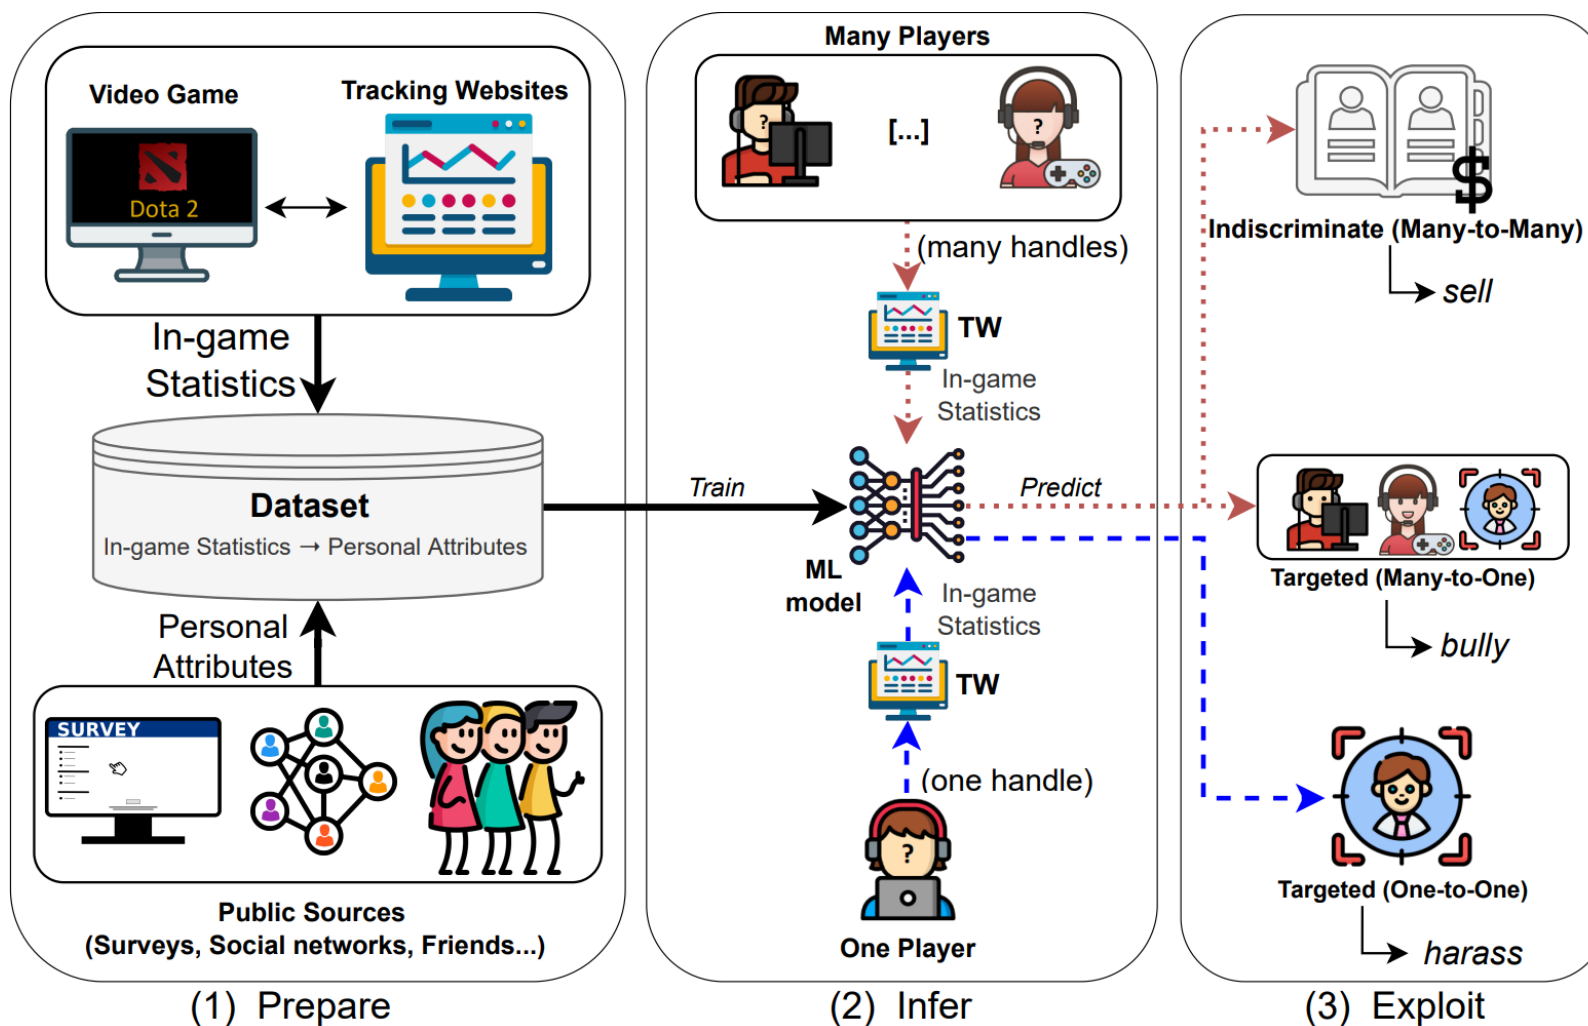 Video Game
Tracking Websites
Dota 2
In-game
Statistics
Dataset
In-game Statistics → Personal Attributes
Personal
Attributes
SURVEY
Public Sources
(Surveys, Social networks, Friends...)
(1) Prepare
Many Players
?
[...]
?
(many handles)
TW
In-game
Statistics
Train
Predict
ML
model
In-game
Statistics
TW
(one handle)
?
One Player
(2) Infer
$
Indiscriminate (Many-to-Many)
sell
Targeted (Many-to-One)
bully
Targeted (One-to-One)
harass
(3) Exploit